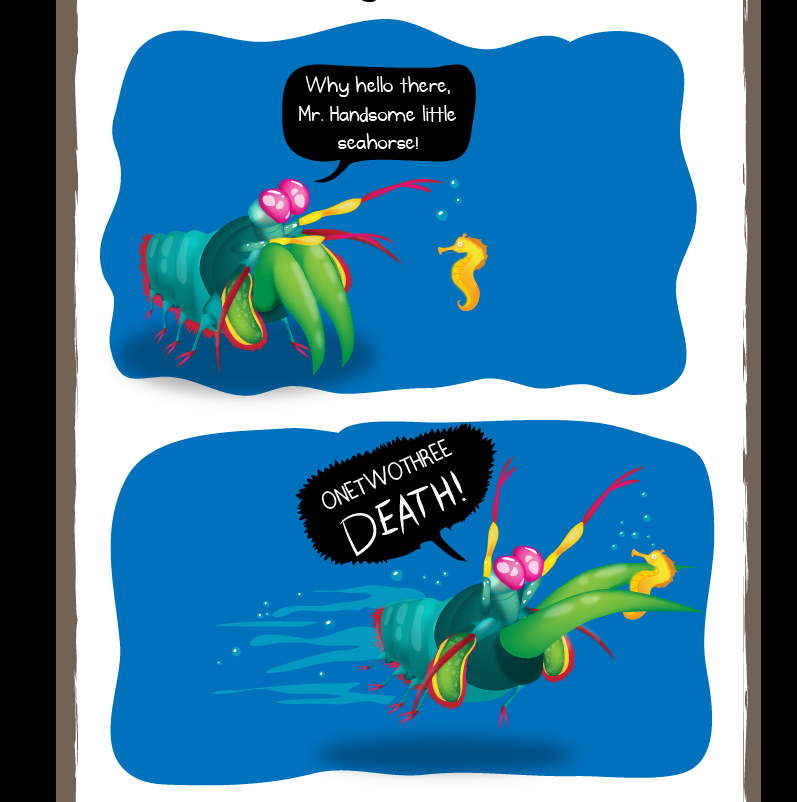 Why hello there,
Mr. Handsome little
seahorse!
ONETWOTHREE
DEATH!